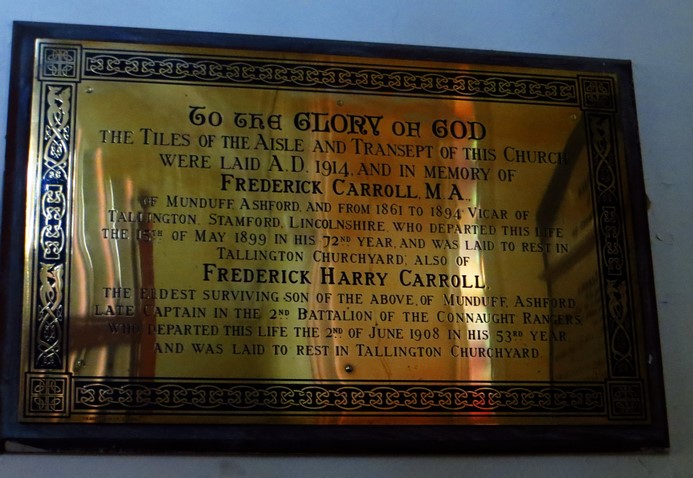 To the GLORY OF GOD
THE TILES OF THE AISLE AND TRANSEPT OF THIS CHURCH
WERE LAID A.D. 1914, AND IN MEMORY OF
FREDERICK CARROLL, M.A.,
OF MUNDUFF, ASHFORD, AND FROM 1861 TO 1894 VICAR OF
TALLINGTON, STAMFORD, LINCOLNSHIRE, WHO DEPARTED THIS LIFE
THE OF MAY 1899 IN HIS 72ND YEAR, AND WAS LAID TO REST IN
TALLINGTON CHURCHYARD; ALSO OF
FREDERICK HARRY CARROLL,
THE ELDEST SURVIVING SON OF THE ABOVE, OF MUNDUFF, ASHFORD,
LATE CAPTAIN IN THE 2ND BATTALION OF THE CONNAUGHT RANGERS,
WHO DEPARTED THIS LIFE THE 2ND OF JUNE 1908 IN HIS 53RD YEAR,
AND WAS LAID TO REST IN TALLINGTON CHURCHYARD.